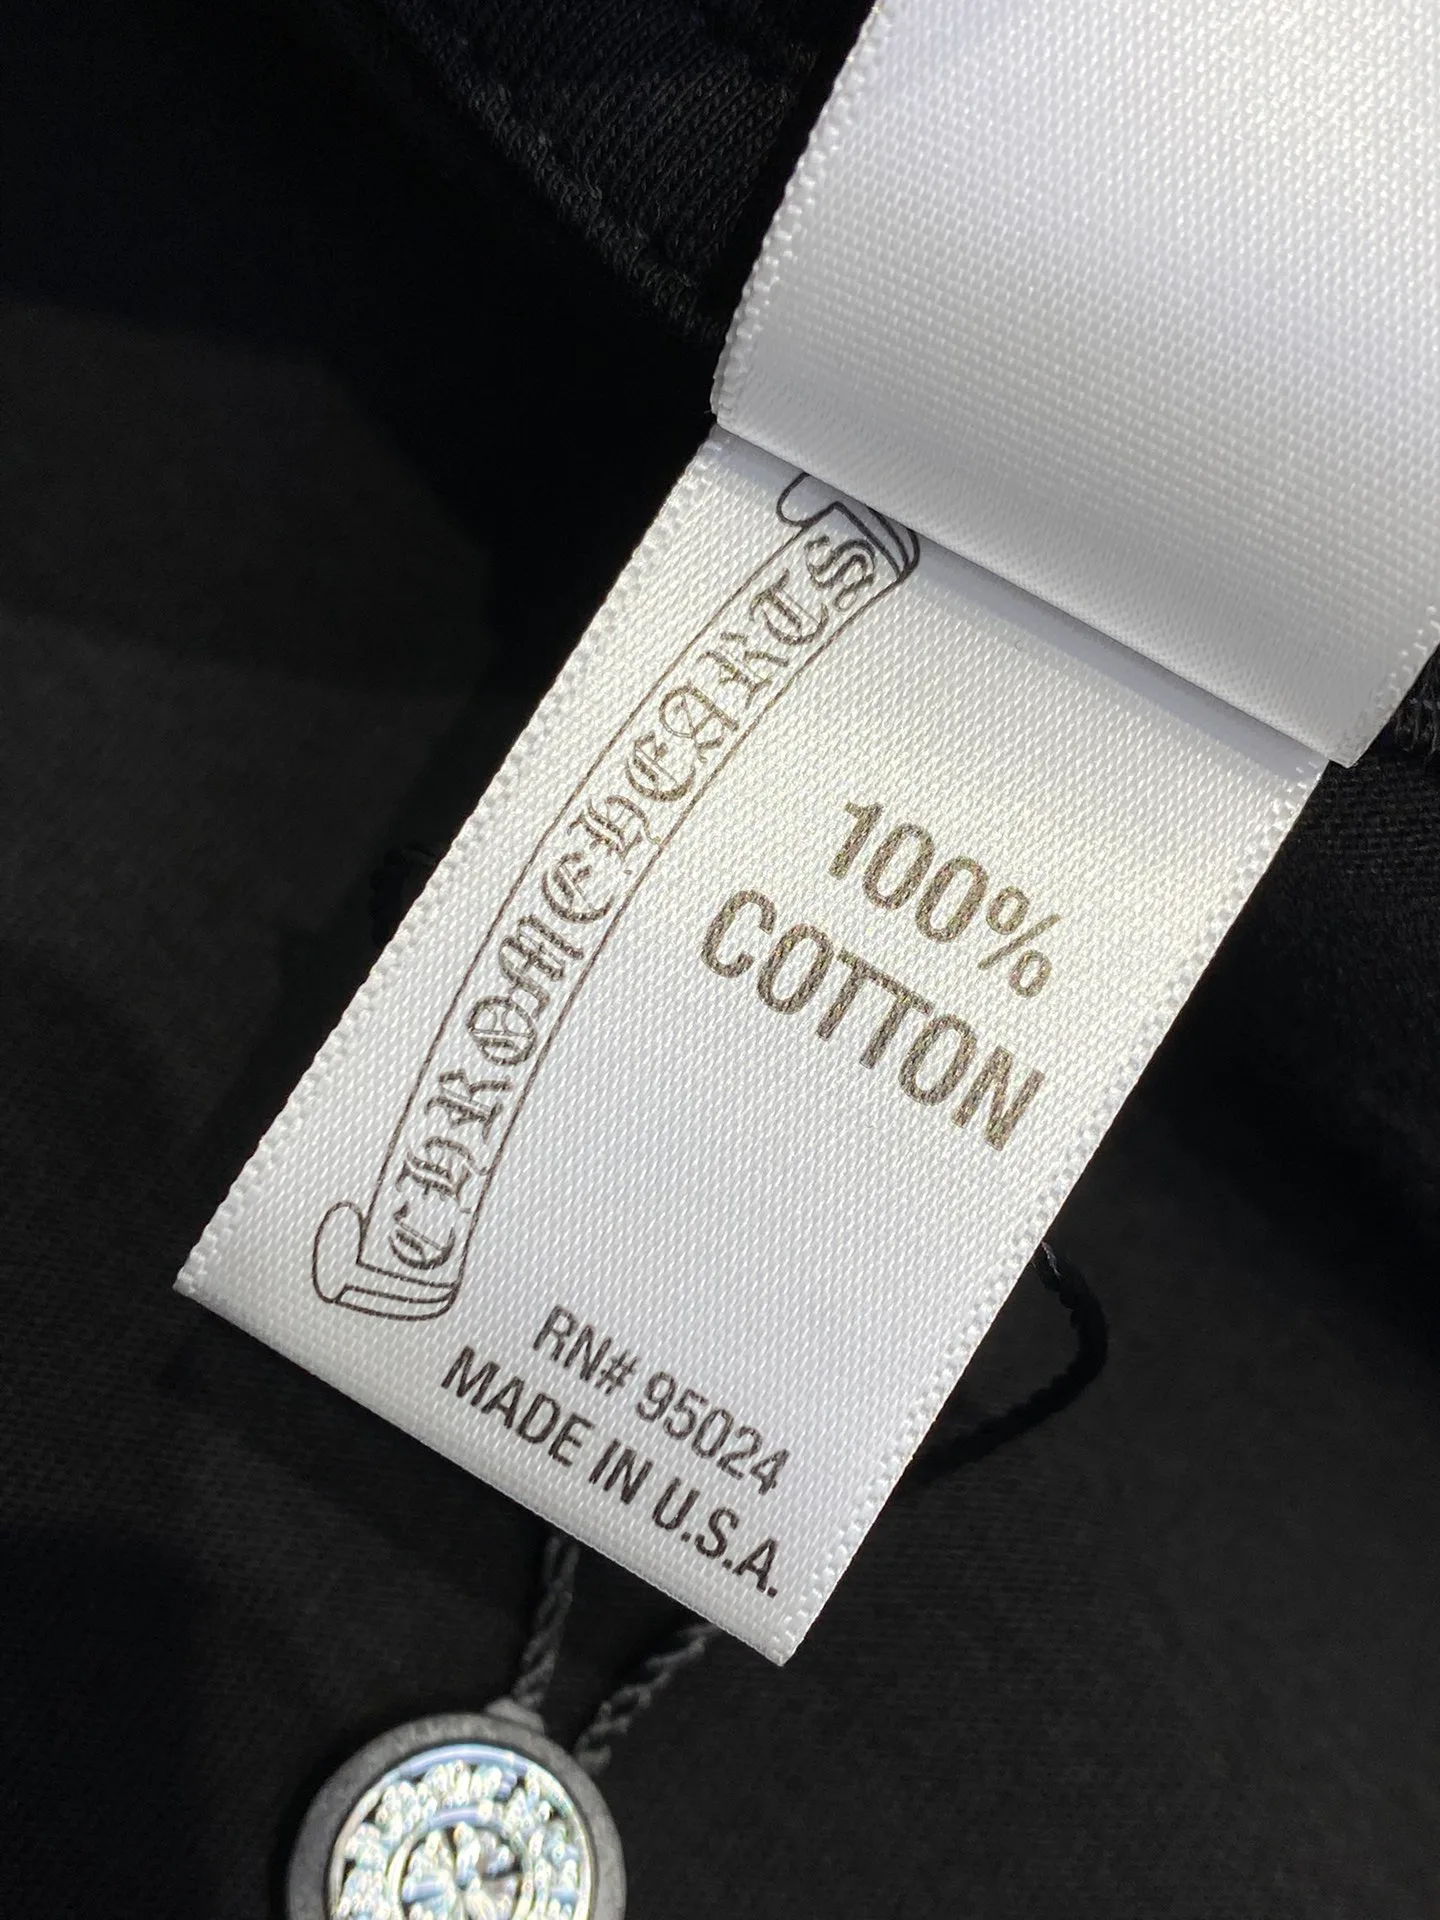 CHROME HEARTS
100%
COTTON
RN# 95024
MADE IN U.S.A.